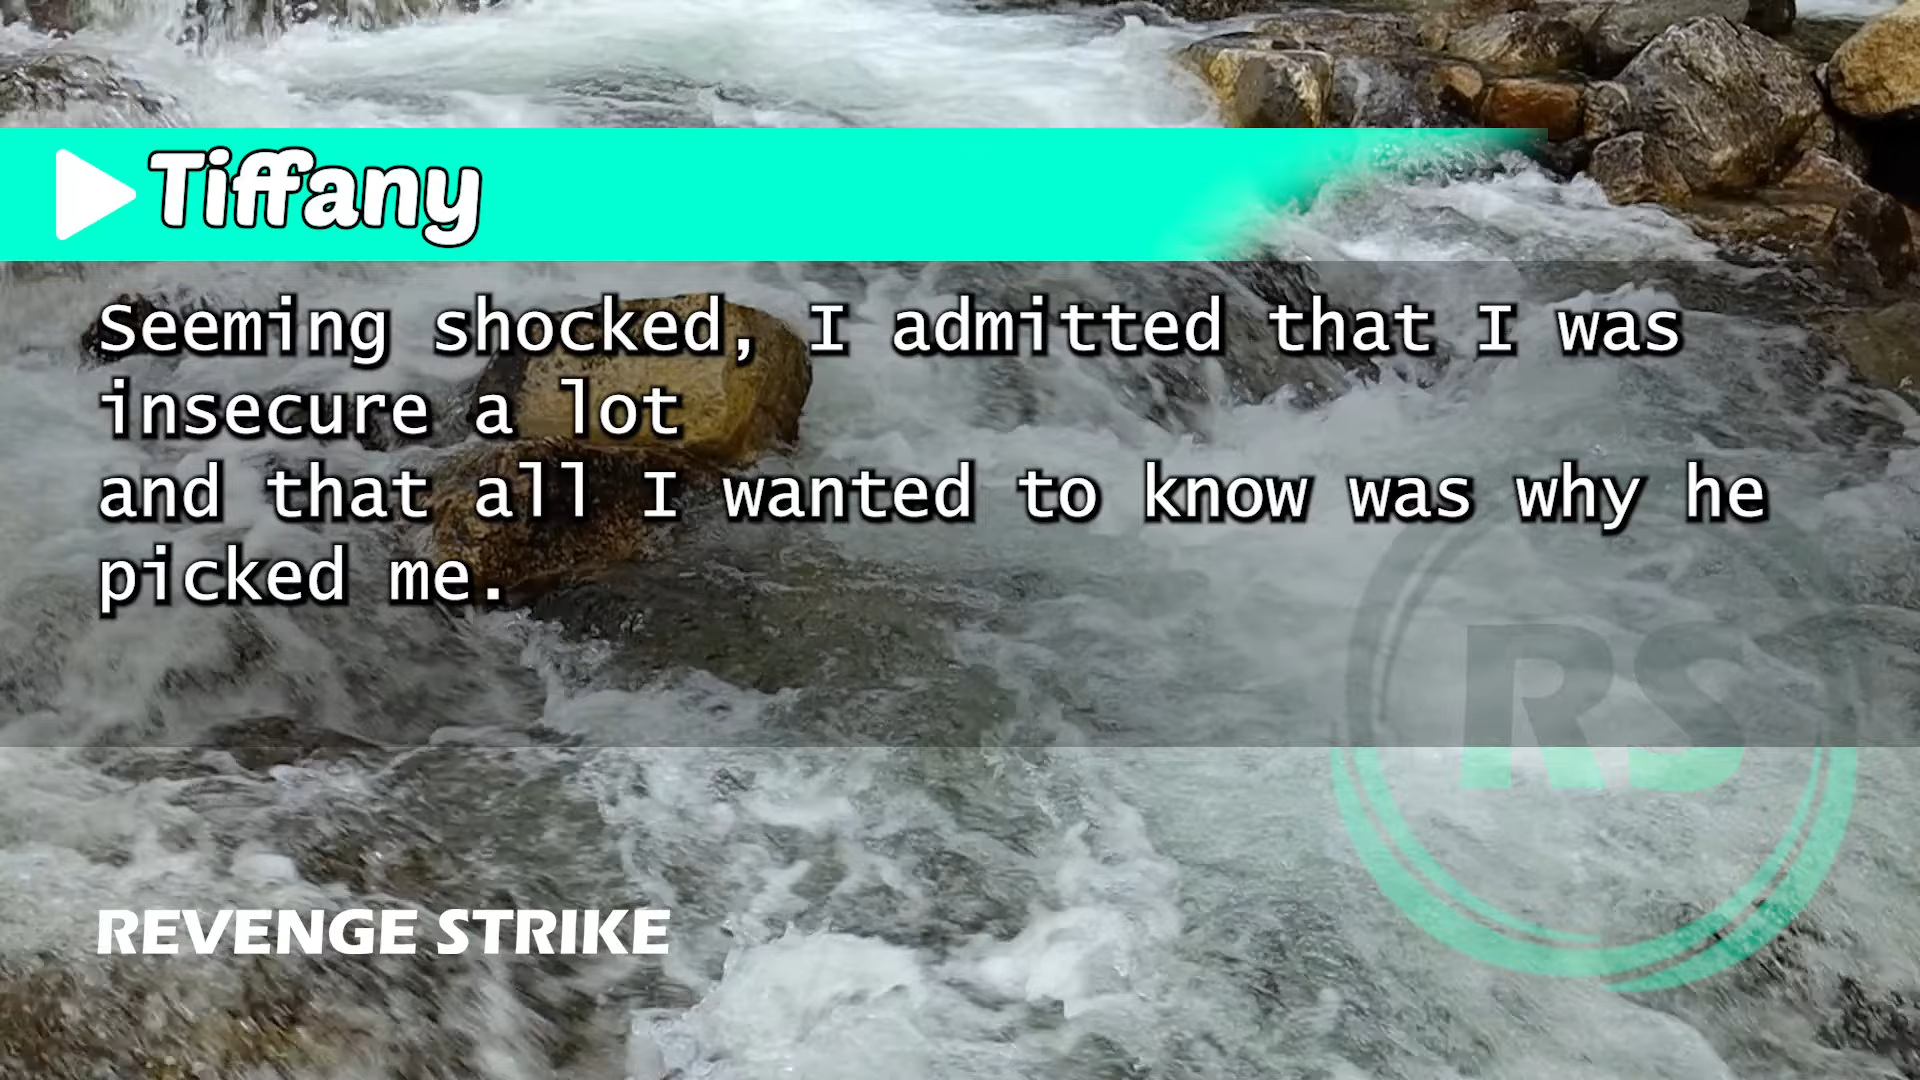 Tiffany
Seeming shocked, I admitted that I was
insecure a lot
and that all I wanted to know was why he
picked me.
RS
REVENGE STRIKE